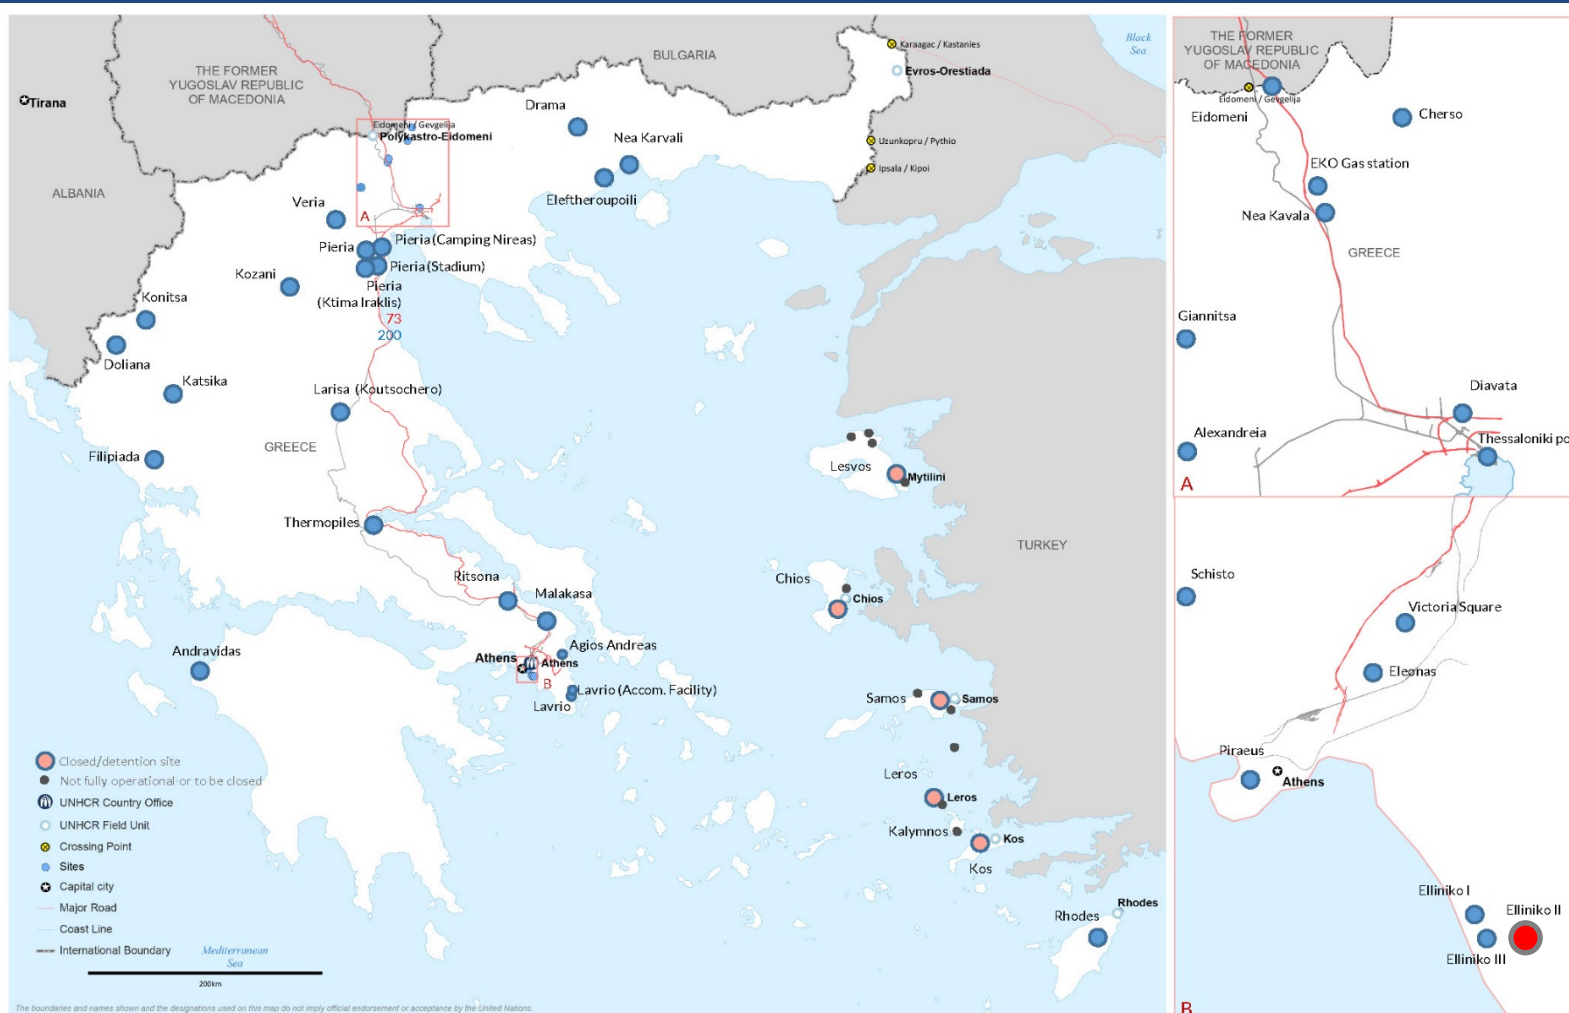 BULGARIA
Black
Sea
Karaagac / Kastanies
Evros-Orestiada
THE FORMER
YUGOSLAV REPUBLIC
OF MACEDONIA
Tirana
Drama
Eidomeni / Gevgelija
Polykastro-Eidomeni
Nea Karvali
Uzunkopru / Pythio
Ipsala / Kipoi
ALBANIA
Veria
A
Eleftheroupoili
Pieria
Pieria (Camping Nireas)
Pieria (Stadium)
Kozani
Pieria
(Ktima Iraklis)
73
200
Konitsa
Doliana
Katsika
Larisa (Koutsochero)
GREECE
Filipiada
Lesvos
Mytilini
Thermopiles
TURKEY
Ritsona
Malakasa
Chios
Chios
Agios Andreas
Andravidas
Athens
Athens
B
Lavrio (Accom. Facility)
Lavrio
Samos
Samos
Leros
Leros
Kalymnos
Kos
Kos
Rhodes
Rhodes
Closed/detention site
Not fully operational or to be closed
UNHCR Country Office
UNHCR Field Unit
Crossing Point
Sites
Capital city
Major Road
Coast Line
International Boundary
Mediterranean
Sea
200km
The boundaries and names shown and the designations used on this map do not imply official endorsement or acceptance by the United Nations.
THE FORMER
YUGOSLAV REPUBLIC
OF MACEDONIA
Eidomeni / Gevgelija
Eidomeni
Cherso
EKO Gas station
Nea Kavala
GREECE
Giannitsa
Diavata
Alexandreia
Thessaloniki po
A
Schisto
Victoria Square
Eleonas
Piraeus
Athens
Elliniko I
Elliniko II
Elliniko III
B